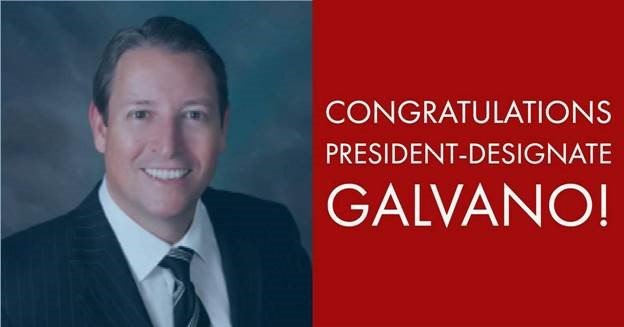 CONGRATULATIONS
PRESIDENT-DESIGNATE
GALVANO!